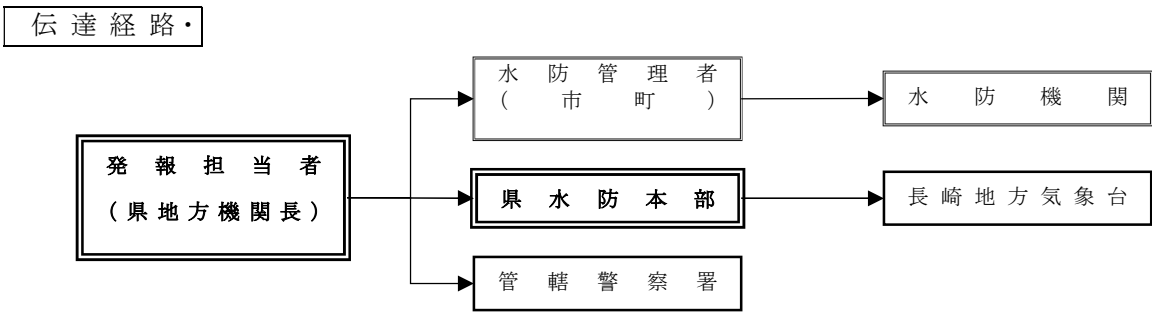 伝達経路・
水防管理者
(市町)
水防機関
発報担当者
(県地方機関長)
県水防本部
長崎地方気象台
管轄警察署